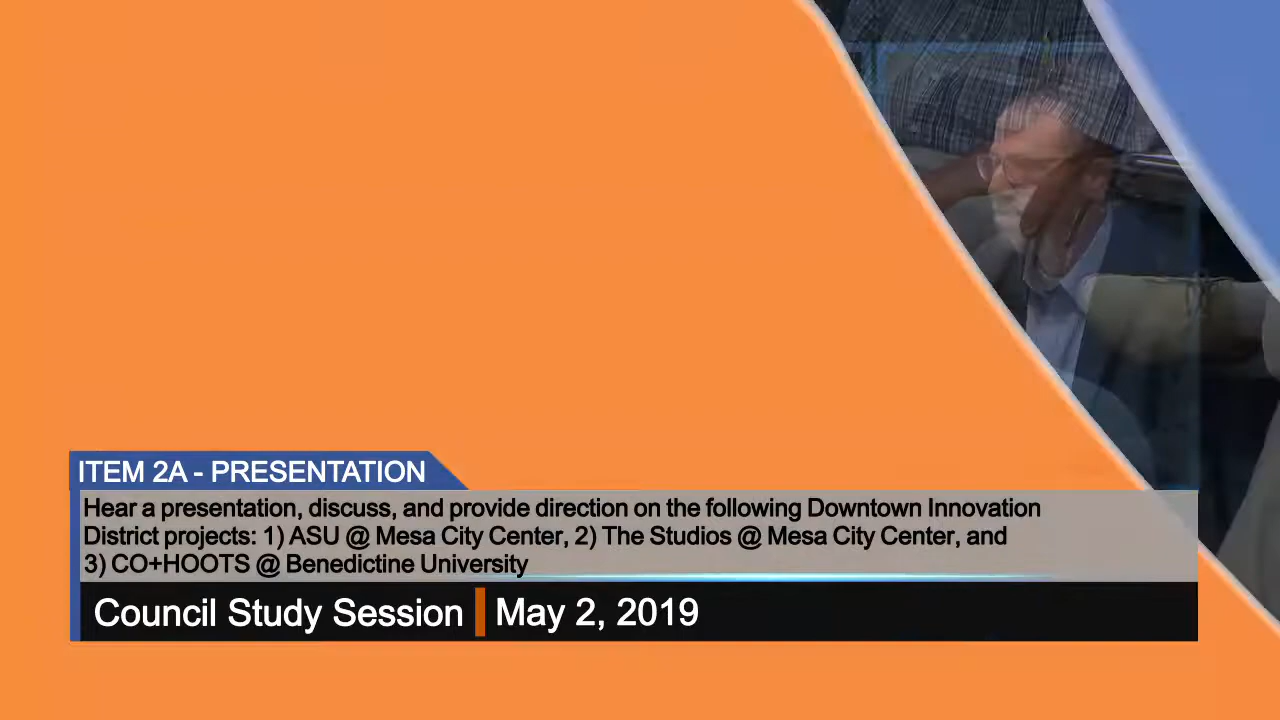 ITEM 2A - PRESENTATION
Hear a presentation, discuss, and provide direction on the following Downtown Innovation
District projects: 1) ASU @ Mesa City Center, 2) The Studios @ Mesa City Center, and
3) CO+HOOTS @ Benedictine University
Council Study Session May 2, 2019